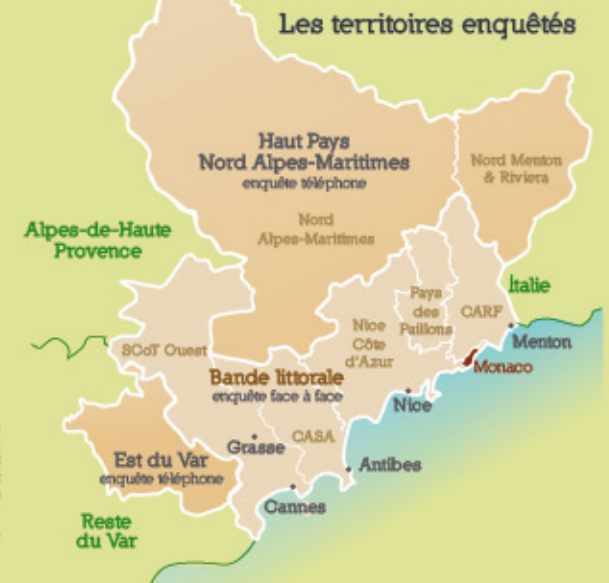 Les territoires enquêtés
Haut Pays
Nord Alpes-Maritimes
enquête téléphone
Nord Menton
& Riviera
Nord
Alpes-Maritimes
Alpes-de-Haute
Provence
Italie
Pays
des
Paillons
CARF
Nice
Côte
d'Azur
Menton
SCoT Ouest
Monaco
Bande littorale
enquête face à face
Nice
Grasse
CASA
Est du Var
enquête téléphone
Antibes
Cannes
Reste
du Var